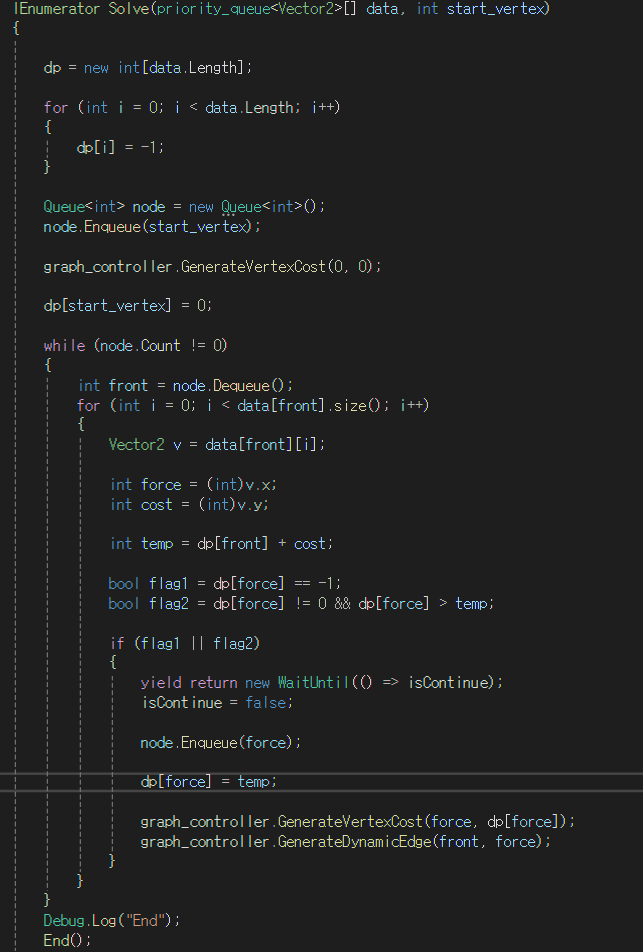 IEnumerator Solve(priority_queue<Vector2>[] data, int start_vertex)
{
dp = new int[data.Length];
for (int i = 0; i < data.Length; i++)
{
dp[i] = -1;
}
Queue<int> node = new Queue<int>();
node.Enqueue(start_vertex);
graph_controller.GenerateVertexCost(0, 0);
dp[start_vertex] = 0;
while (node.Count != 0)
{
int front = node.Dequeue();
for (int i = 0; i < data[front].size(); i++)
{
Vector2 v = data[front][i];
int force = (int)v.x;
int cost = (int)v.y;
int temp = dp[front] + cost;
bool flag1 = dp[force] == -1;
bool flag2 = dp[force] != 0 && dp[force] > temp;
if (flag1 || flag2)
{
yield return new WaitUntil(() => isContinue);
isContinue = false;
node.Enqueue(force);
dp[force] = temp;
graph_controller.GenerateVertexCost(force, dp[force]);
graph_controller.GenerateDynamicEdge(front, force);
}
}
}
Debug.Log("End");
End();